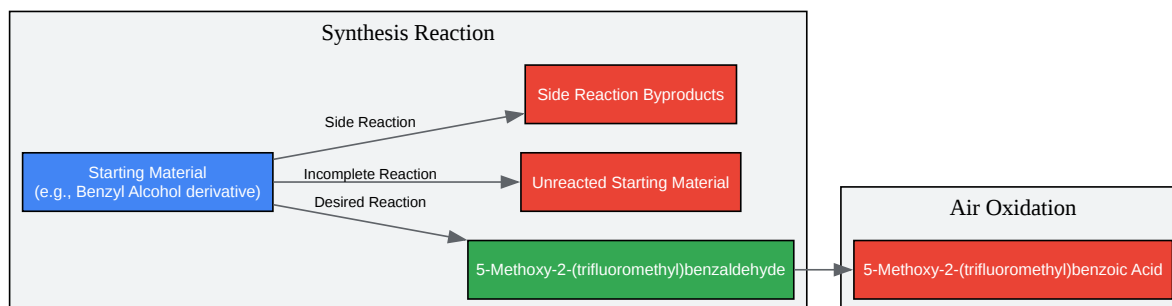 Synthesis Reaction
Side Reaction Byproducts
Side Reaction
Starting Material
(e.g., Benzyl Alcohol derivative)
Incomplete Reaction
Unreacted Starting Material
Desired Reaction
5-Methoxy-2-(trifluoromethyl)benzaldehyde
Air Oxidation
5-Methoxy-2-(trifluoromethyl)benzoic Acid